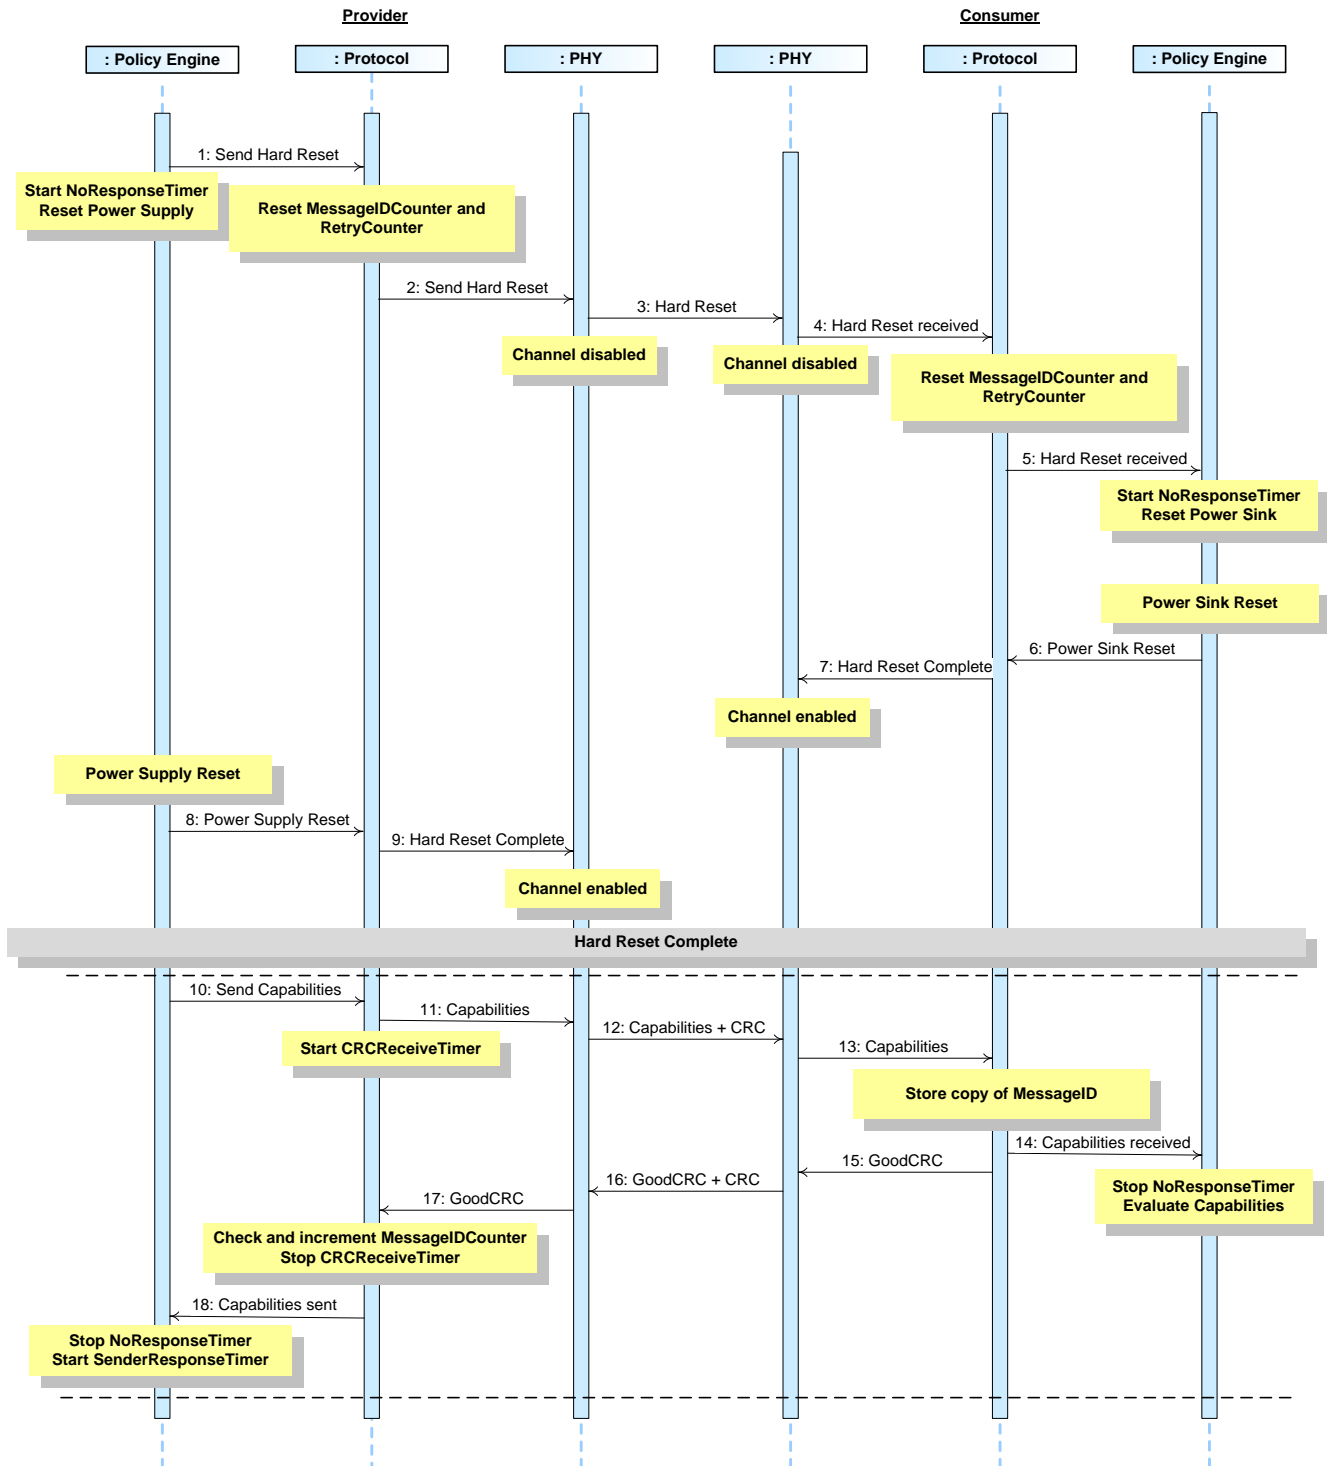 Provider
Consumer
: Policy Engine
: Protocol
: PHY
: PHY
: Protocol
: Policy Engine
1: Send Hard Reset
Start NoResponseTimer
Reset Power Supply
Reset MessageIDCounter and
RetryCounter
2: Send Hard Reset
3: Hard Reset
4: Hard Reset received
Channel disabled
Channel disabled
Reset MessageIDCounter and
RetryCounter
5: Hard Reset received
Start NoResponseTimer
Reset Power Sink
Power Sink Reset
6: Power Sink Reset
7: Hard Reset Complete
Channel enabled
Power Supply Reset
8: Power Supply Reset
9: Hard Reset Complete
Channel enabled
Hard Reset Complete
10: Send Capabilities
11: Capabilities
12: Capabilities + CRC
Start CRCReceiveTimer
13: Capabilities
Store copy of MessageID
14: Capabilities received
15: GoodCRC
16: GoodCRC + CRC
17: GoodCRC
Stop NoResponseTimer
Evaluate Capabilities
Check and increment MessageIDCounter
Stop CRCReceiveTimer
18: Capabilities sent
Stop NoResponseTimer
Start SenderResponseTimer